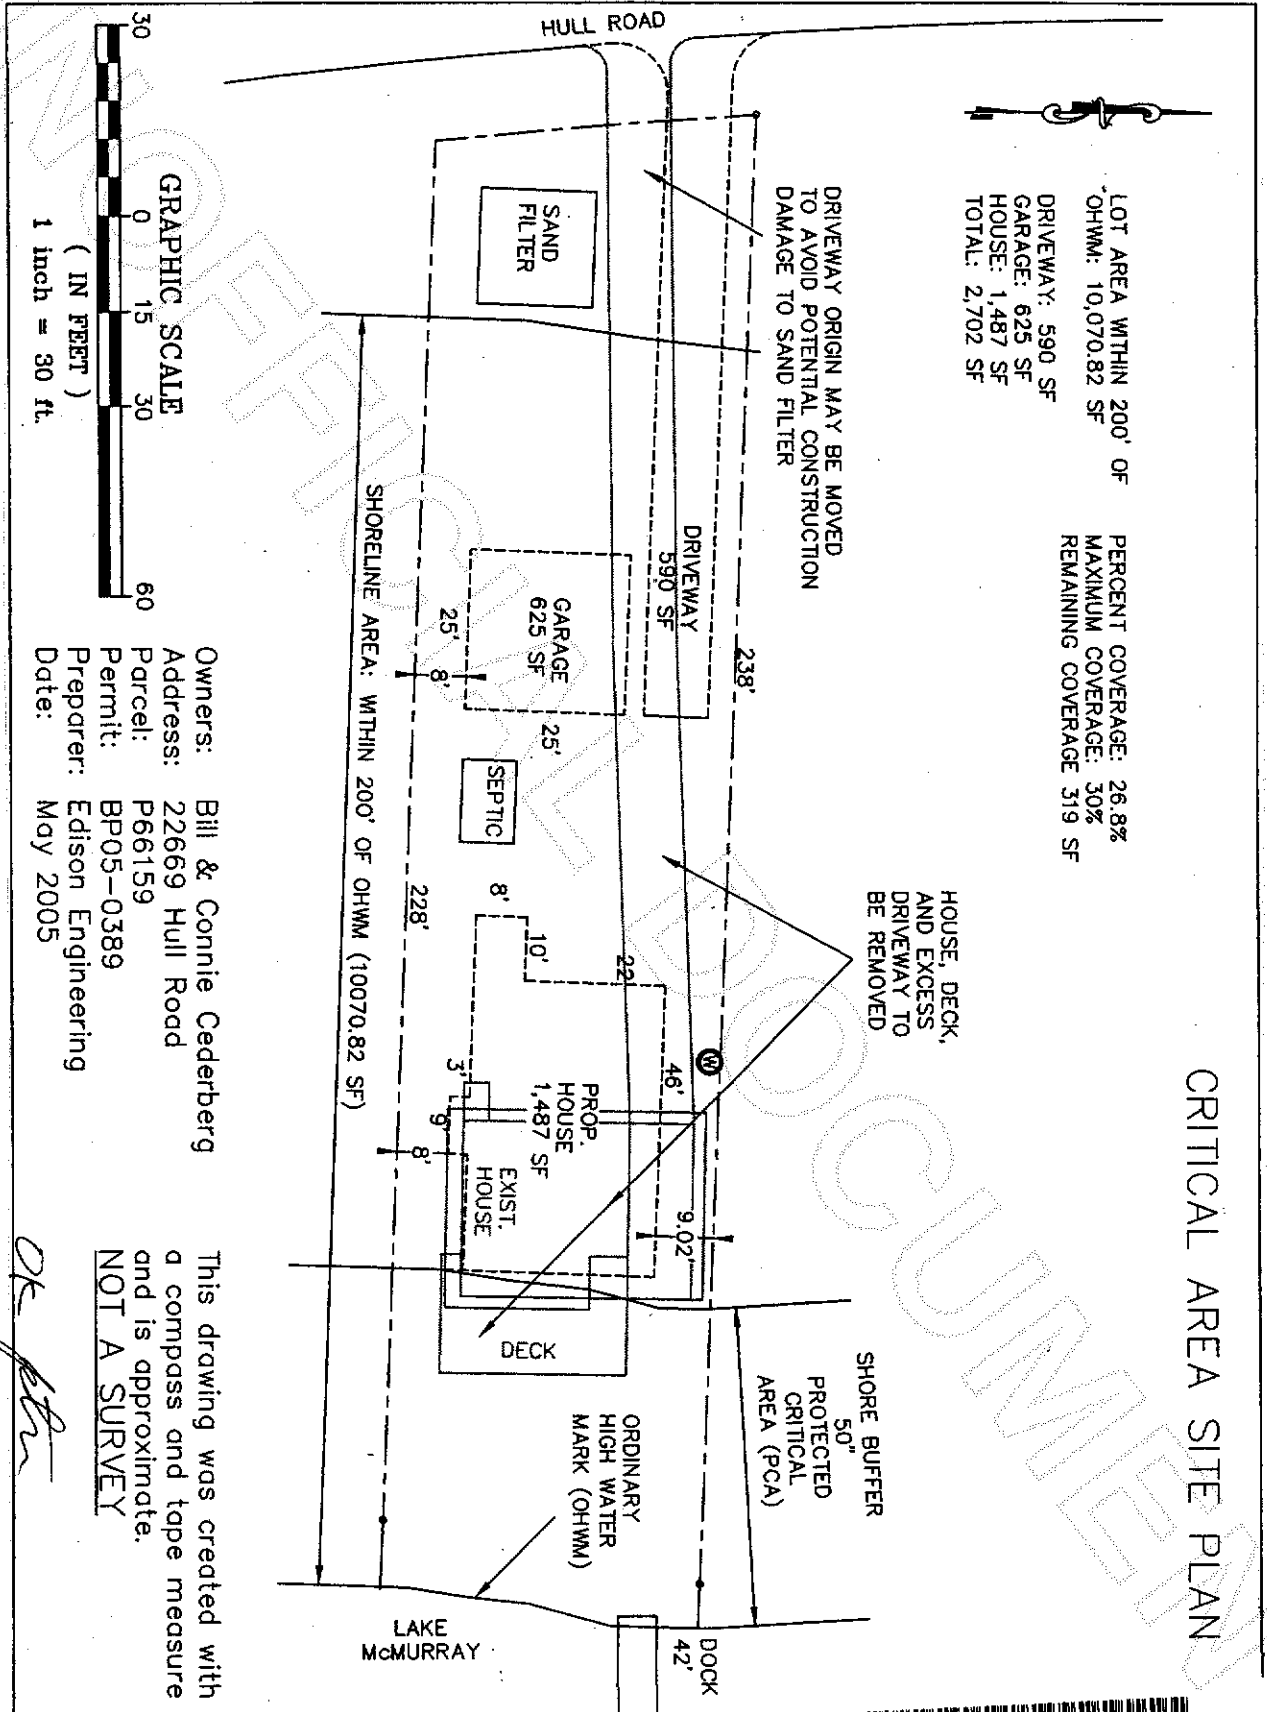 CRITICAL AREA SITE PLAN
LOT AREA WITHIN 200' OF
OHWM: 10,070.82 SF
DRIVEWAY: 590 SF
GARAGE: 625 SF
HOUSE: 1,487 SF
TOTAL: 2,702 SF
PERCENT COVERAGE: 26.8%
MAXIMUM COVERAGE: 30%
REMAINING COVERAGE 319 SF
HULL ROAD
DRIVEWAY ORIGIN MAY BE MOVED
TO AVOID POTENTIAL CONSTRUCTION
DAMAGE TO SAND FILTER
HOUSE, DECK,
AND EXCESS
DRIVEWAY TO
BE REMOVED
SHORE BUFFER
50"
PROTECTED
CRITICAL
AREA (PCA)
SAND
FILTER
DRIVEWAY
590 SF
238'
GARAGE
625 SF
25'
25'
8'
SEPTIC
8'
10'
22'
46'
W
PROP.
HOUSE
1,487 SF
3'
9'
8'
EXIST.
HOUSE
9.02'
DECK
228'
ORDINARY
HIGH WATER
MARK (OHWM)
DOCK
42'
LAKE
McMURRAY
SHORELINE AREA: WITHIN 200' OF OHWM (10070.82 SF)
GRAPHIC SCALE
30 0 15 30 60
( IN FEET )
1 inch = 30 ft.
Owners: Bill & Connie Cederberg
Address: 22669 Hull Road
Parcel: P66159
Permit: BP05-0389
Preparer: Edison Engineering
Date: May 2005
This drawing was created with
a compass and tape measure
and is approximate.
NOT A SURVEY
OK
UNOFFICIAL DOCUMEN